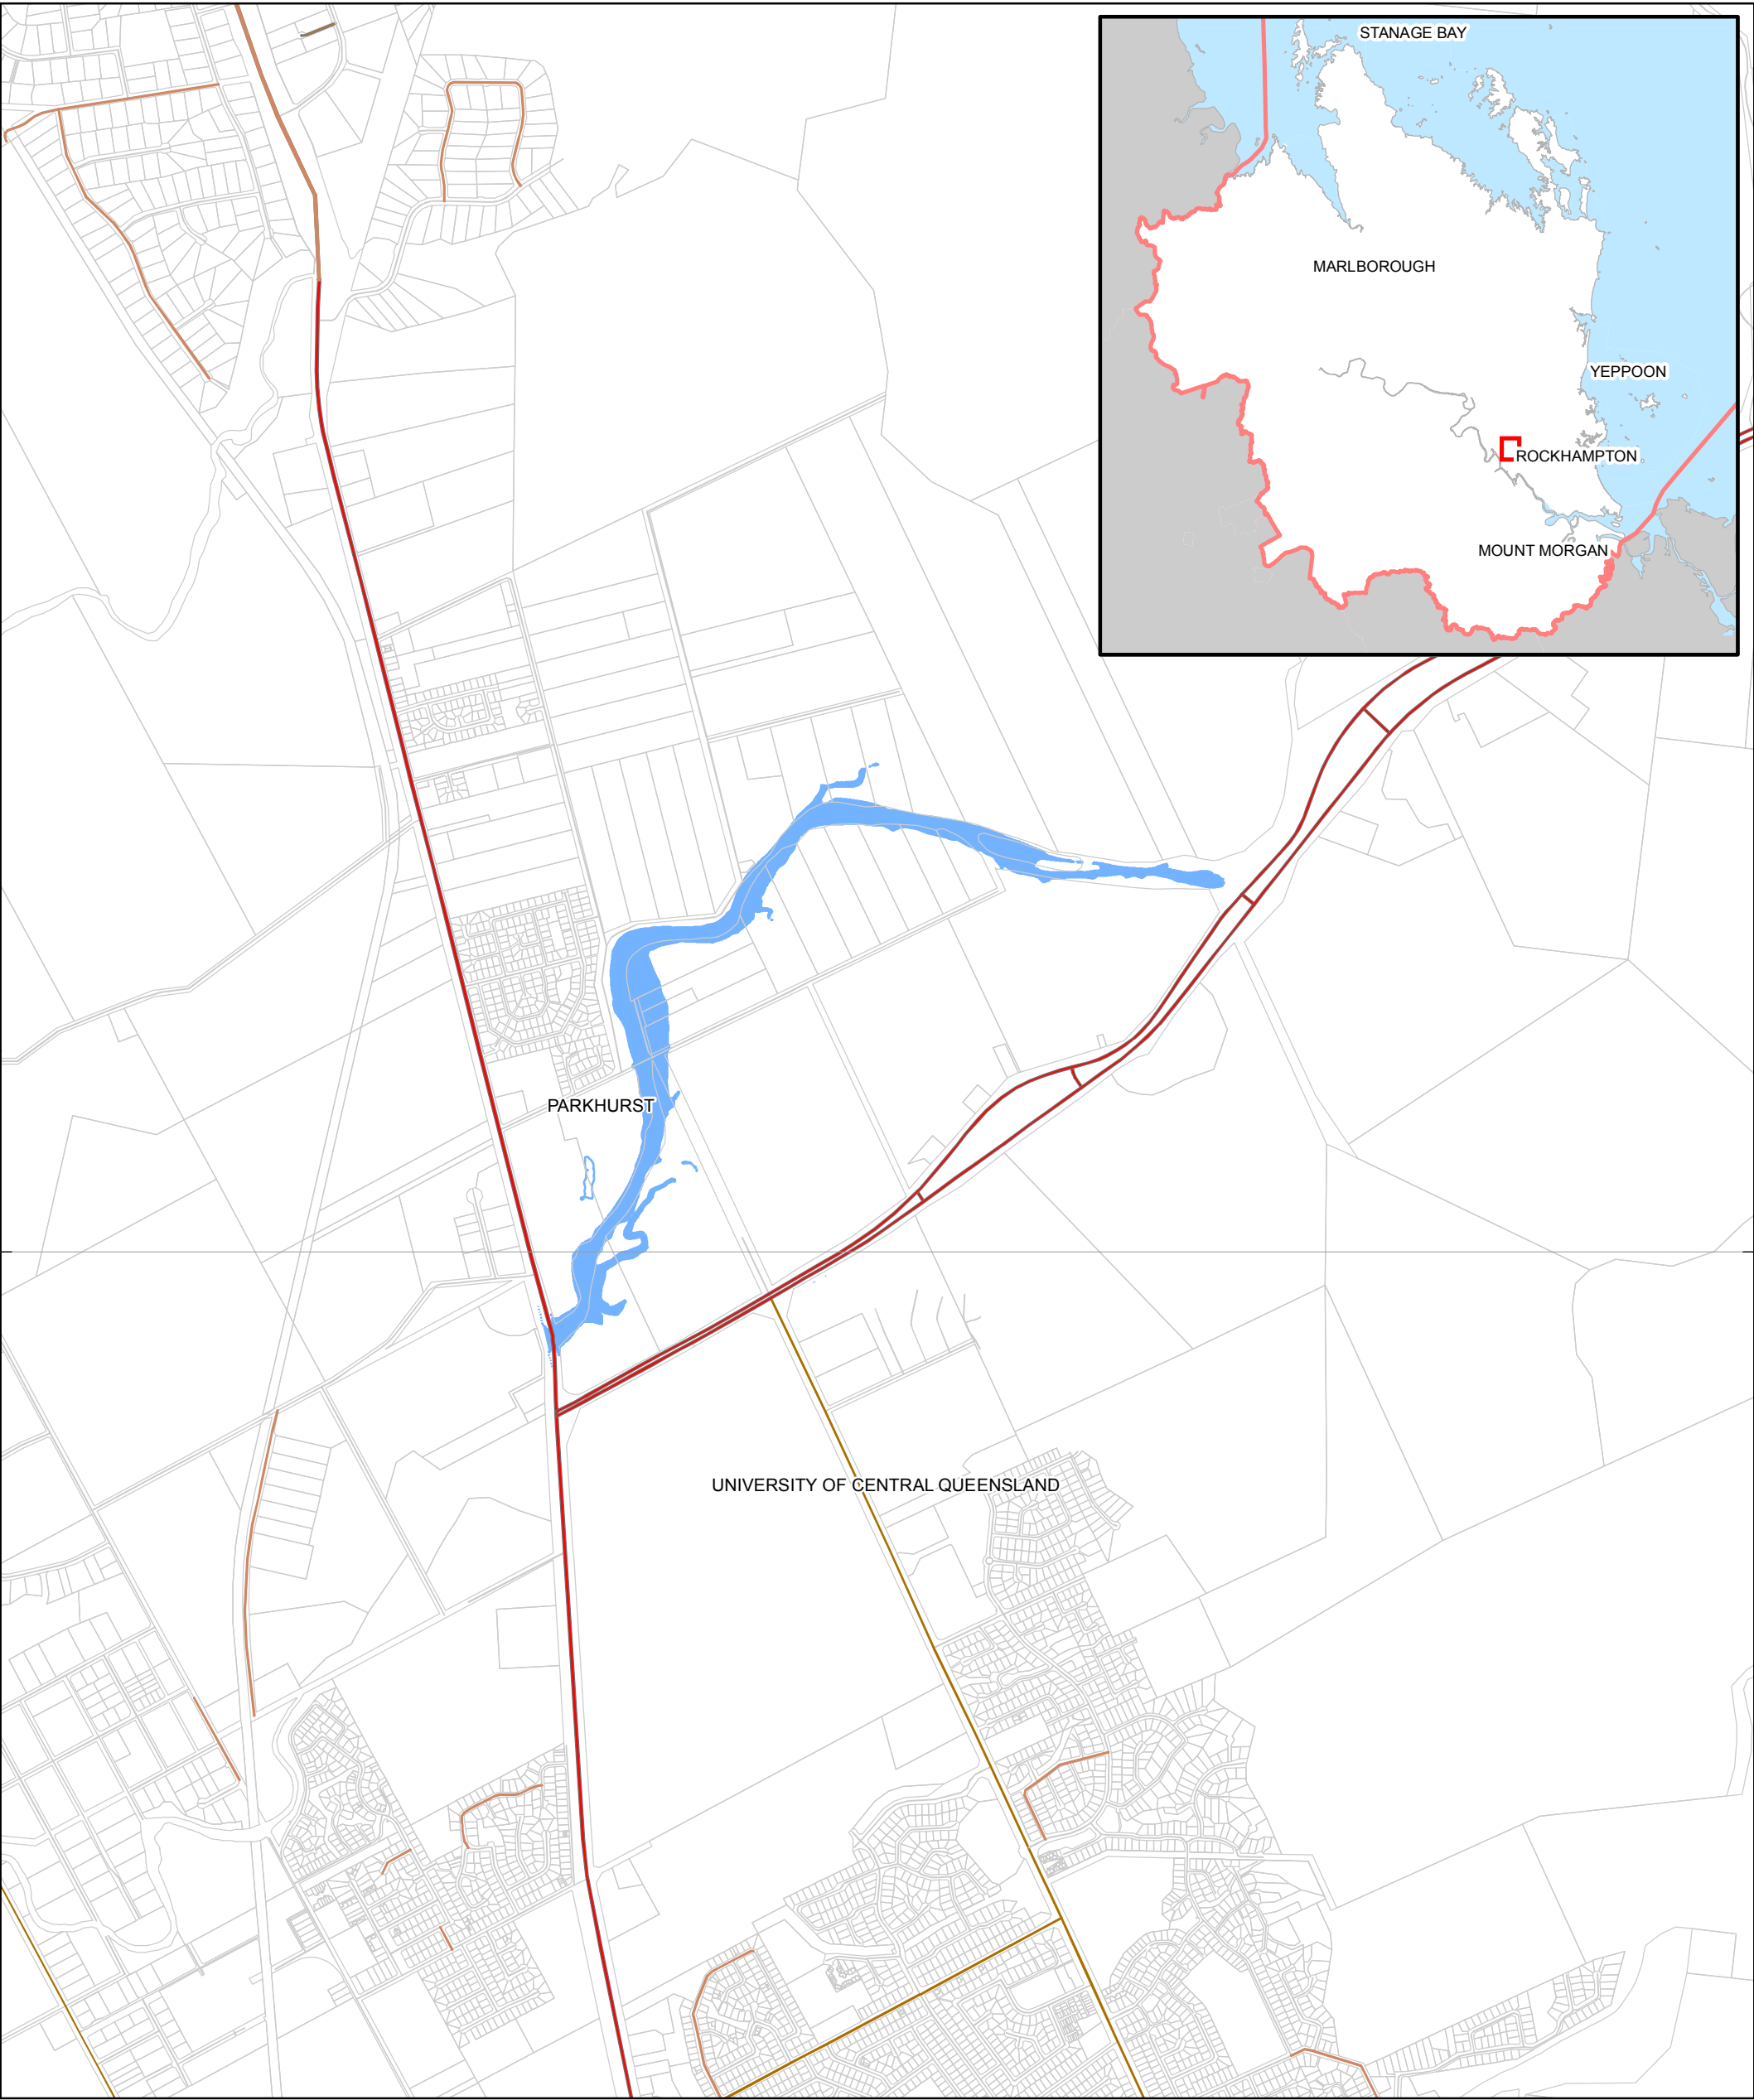 STANAGE BAY
MARLBOROUGH
YEPPOON
ROCKHAMPTON
MOUNT MORGAN
PARKHURST
UNIVERSITY OF CENTRAL QUEENSLAND